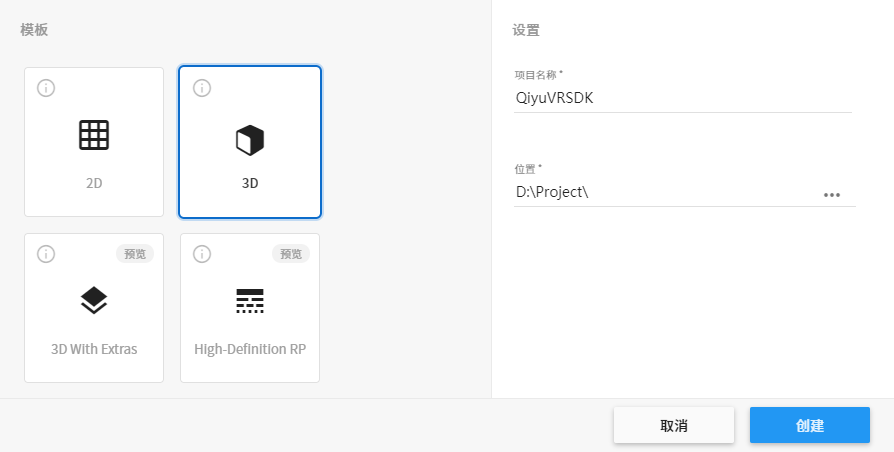 模板
2D
3D
预览
3D With Extras
预览
High-Definition RP
设置
项目名称 *
QiyuVRSDK
位置 *
D:\Project\
取消
创建